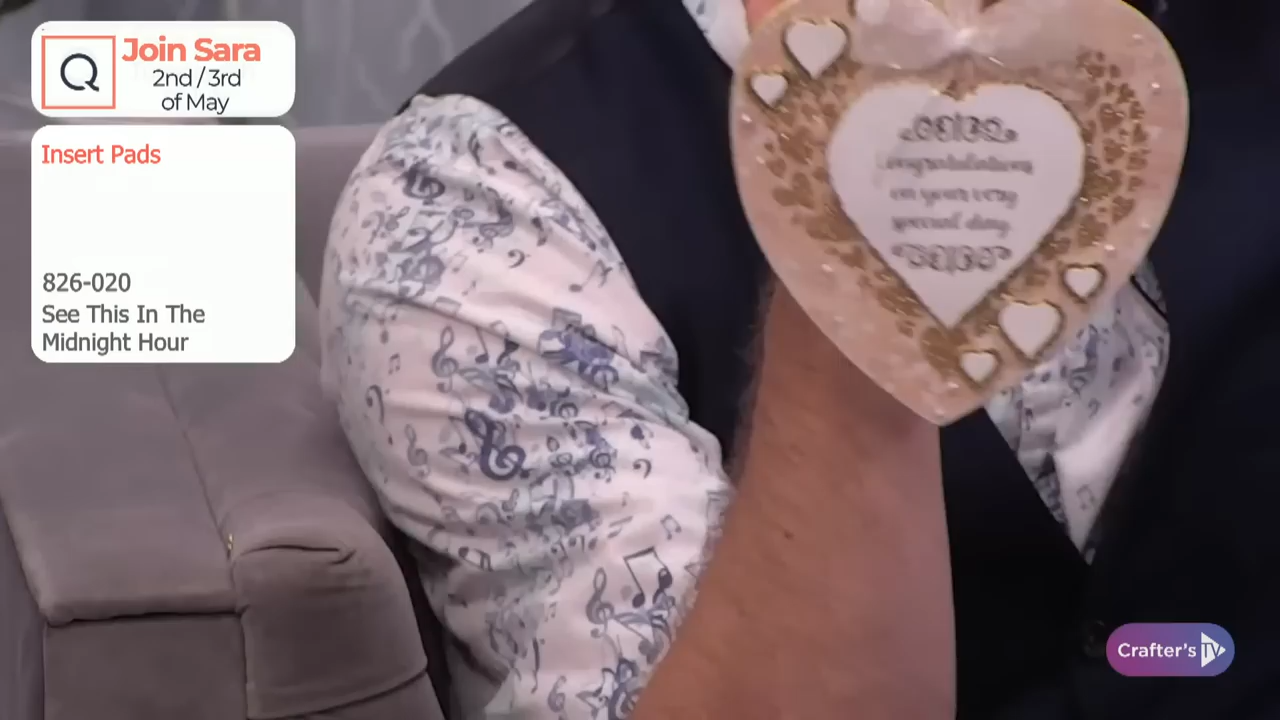 Q
Join Sara
2nd / 3rd
of May
Insert Pads
826-020
See This In The
Midnight Hour
Congratulations
on your very
special day
Crafter's TV